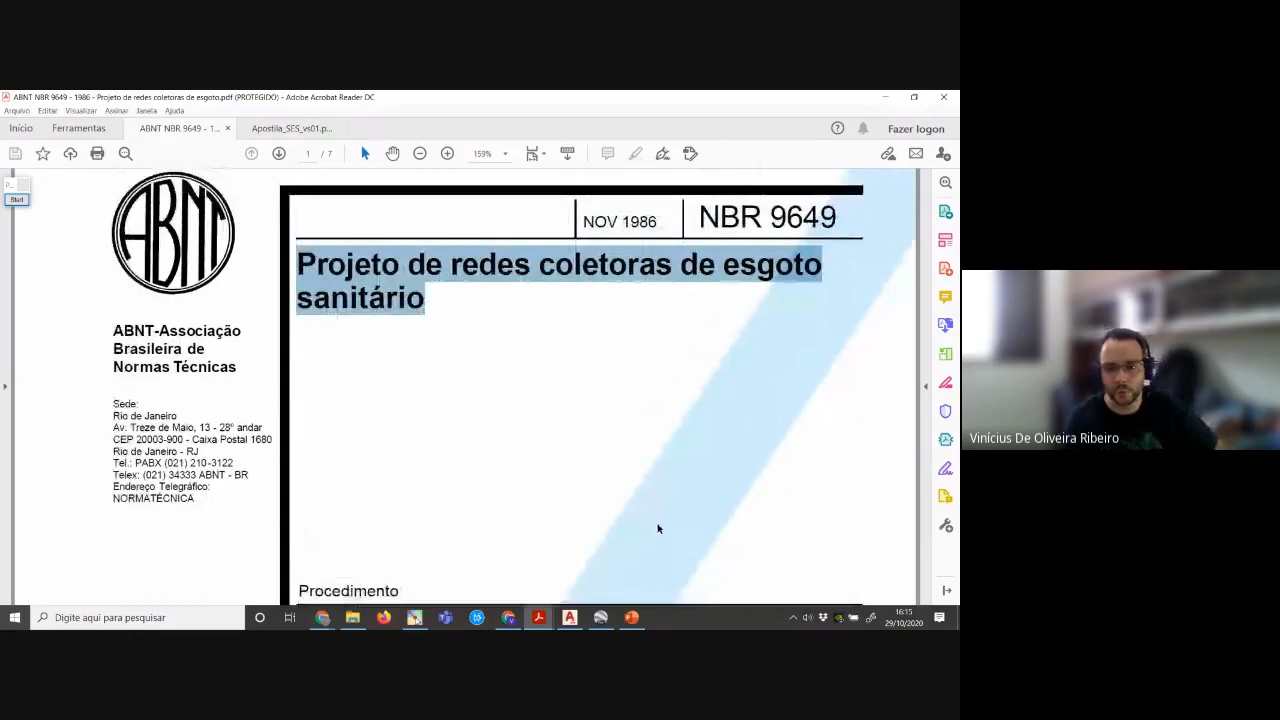 ABNT NBR 9649 - 1986 - Projeto de redes coletoras de esgoto.pdf (PROTEGIDO) - Adobe Acrobat Reader DC
Arquivo Editar Visualizar Assinar Janela Ajuda
Início Ferramentas ABNT NBR 9649 - 1... × Apostila_SES_vs01.p... Fazer logon
1 / 7 159%
P...
Start
ABNT
NOV 1986 NBR 9649
Projeto de redes coletoras de esgoto
sanitário
ABNT-Associação
Brasileira de
Normas Técnicas
Sede:
Rio de Janeiro
Av. Treze de Maio, 13 - 28º andar
CEP 20003-900 - Caixa Postal 1680
Rio de Janeiro - RJ
Tel.: PABX (021) 210-3122
Telex: (021) 34333 ABNT - BR
Endereço Telegráfico:
NORMATÉCNICA
Procedimento
Vinícius De Oliveira Ribeiro
Digite aqui para pesquisar
16:15
29/10/2020